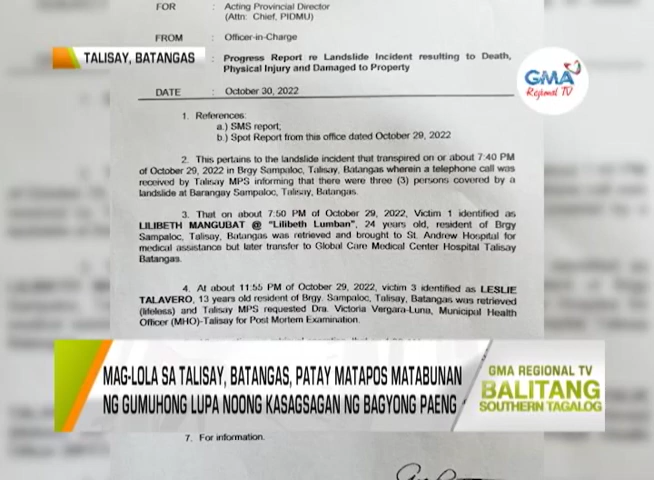 FOR : Acting Provincial Director
(Attn: Chief, PIDMU)
FROM : Officer-in-Charge
TALISAY, BATANGAS
: Progress Report re Landslide Incident resulting to Death,
Physical Injury and Damaged to Property
GMA
Regional TV
DATE : October 30, 2022
1. References:
a.) SMS report;
b.) Spot Report from this office dated October 29, 2022
2. This pertains to the landslide incident that transpired on or about 7:40 PM
of October 29, 2022 in Brgy Sampaloc, Talisay, Batangas wherein a telephone call was
received by Talisay MPS informing that there were three (3) persons covered by a
landslide at Barangay Sampaloc, Talisay, Batangas.
3. That on about 7:50 PM of October 29, 2022, Victim 1 identified as
LILIBETH MANGUBAT @ "Lilibeth Lumban", 24 years old, resident of Brgy
Sampaloc, Talisay, Batangas was retrieved and brought to St. Andrew Hospital for
medical assistance but later transfer to Global Care Medical Center Hospital Talisay
Batangas.
4. At about 11:55 PM of October 29, 2022, victim 3 identified as LESLIE
TALAVERO, 13 years old resident of Brgy. Sampaloc, Talisay, Batangas was retrieved
(lifeless) and Talisay MPS requested Dra. Victoria Vergara-Luna, Municipal Health
Officer (MHO)-Talisay for Post Mortem Examination.
MAG-LOLA SA TALISAY, BATANGAS, PATAY MATAPOS MATABUNAN
NG GUMUHONG LUPA NOONG KASAGSAGAN NG BAGYONG PAENG
GMA REGIONAL TV
BALITANG
SOUTHERN TAGALOG
7. For information.